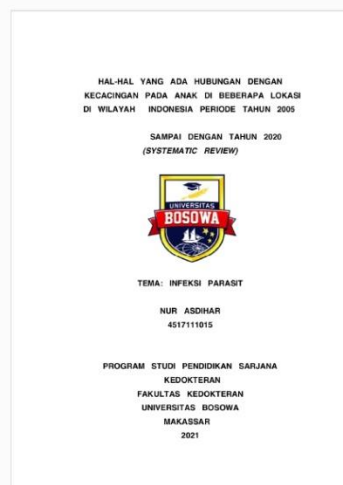 HAL-HAL YANG ADA HUBUNGAN DENGAN
KECACINGAN PADA ANAK DI BEBERAPA LOKASI
DI WILAYAH INDONESIA PERIODE TAHUN 2005
SAMPAI DENGAN TAHUN 2020
(SYSTEMATIC REVIEW)
UNIVERSITAS
BOSOWA
TEMA: INFEKSI PARASIT
NUR ASDIHAR
4517111015
PROGRAM STUDI PENDIDIKAN SARJANA
KEDOKTERAN
FAKULTAS KEDOKTERAN
UNIVERSITAS BOSOWA
MAKASSAR
2021